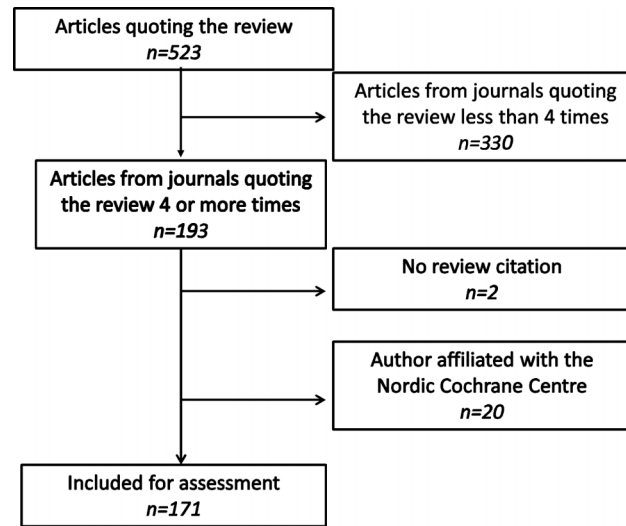 Articles quoting the review
n=523
Articles from journals quoting
the review less than 4 times
n=330
Articles from journals quoting
the review 4 or more times
n=193
No review citation
n=2
Author affiliated with the
Nordic Cochrane Centre
n=20
Included for assessment
n=171